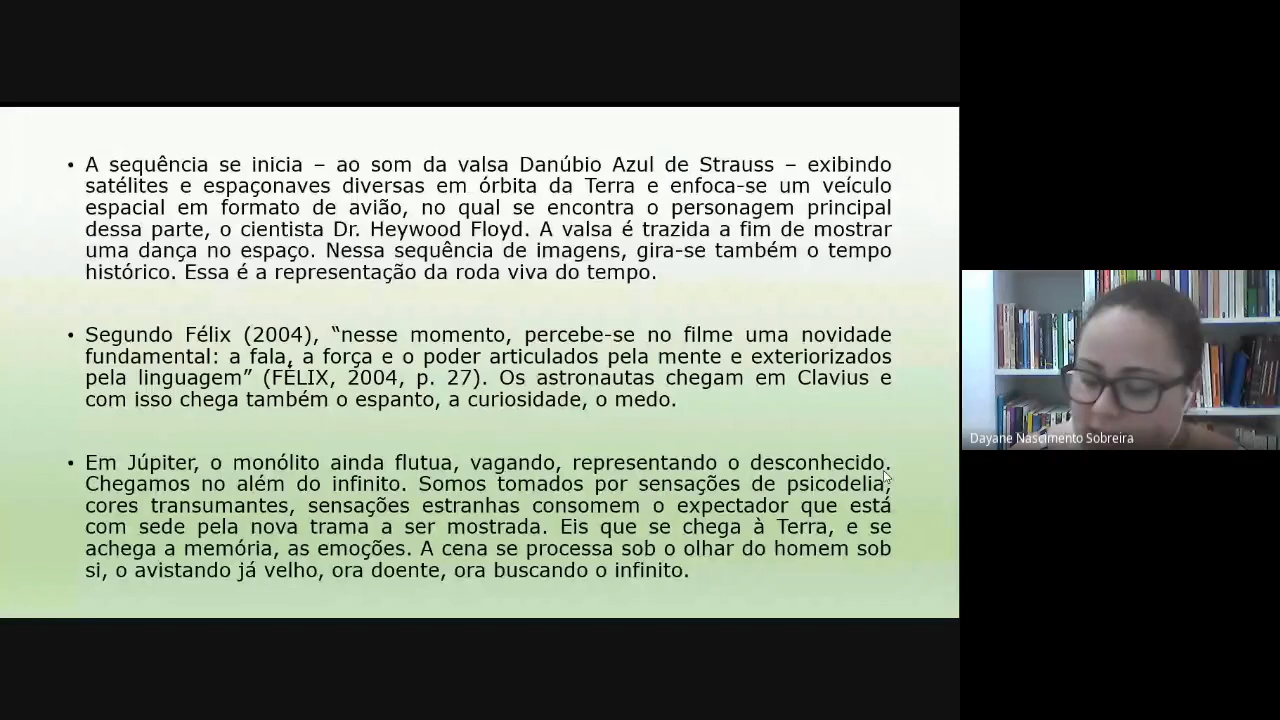 • A sequência se inicia – ao som da valsa Danúbio Azul de Strauss – exibindo
satélites e espaçonaves diversas em órbita da Terra e enfoca-se um veículo
espacial em formato de avião, no qual se encontra o personagem principal
dessa parte, o cientista Dr. Heywood Floyd. A valsa é trazida a fim de mostrar
uma dança no espaço. Nessa sequência de imagens, gira-se também o tempo
histórico. Essa é a representação da roda viva do tempo.
• Segundo Félix (2004), “nesse momento, percebe-se no filme uma novidade
fundamental: a fala, a força e o poder articulados pela mente e exteriorizados
pela linguagem” (FÉLIX, 2004, p. 27). Os astronautas chegam em Clavius e
com isso chega também o espanto, a curiosidade, o medo.
• Em Júpiter, o monólito ainda flutua, vagando, representando o desconhecido.
Chegamos no além do infinito. Somos tomados por sensações de psicodelia,
cores transumantes, sensações estranhas consomem o expectador que está
com sede pela nova trama a ser mostrada. Eis que se chega à Terra, e se
achega a memória, as emoções. A cena se processa sob o olhar do homem sob
si, o avistando já velho, ora doente, ora buscando o infinito.
Dayane Nascimento Sobreira